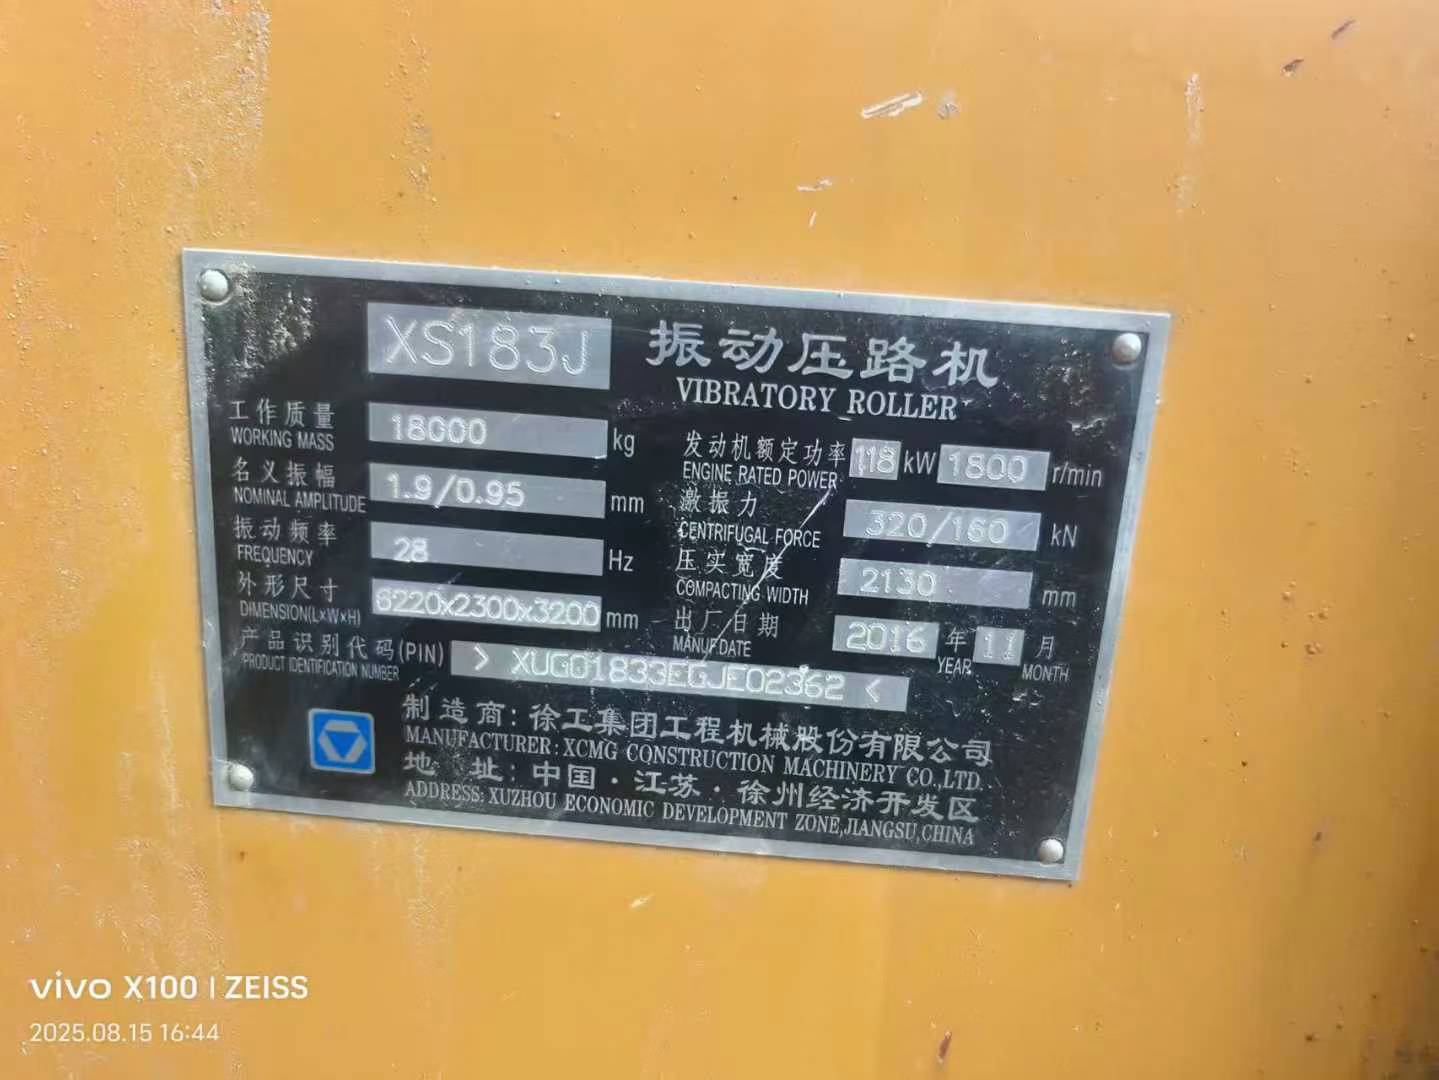 XS183J 振动压路机
VIBRATORY ROLLER
工作质量 18000 kg
WORKING MASS
发动机额定功率 118 kW 1800 r/min
ENGINE RATED POWER
名义振幅 1.9/0.95 mm
NOMINAL AMPLITUDE
激振力 320/160 kN
CENTRIFUGAL FORCE
振动频率 28 Hz
FREQUENCY
压实宽度 2130 mm
COMPACTING WIDTH
外形尺寸 6220x2300x3200 mm
DIMENSION(L×W×H)
出厂日期 2016 年 11 月
MANUF DATE YEAR MONTH
产品识别代码(PIN) > XUG01833EGJE02362 <
PRODUCT IDENTIFICATION NUMBER
制造商：徐工集团工程机械股份有限公司
MANUFACTURER: XCMG CONSTRUCTION MACHINERY CO.,LTD.
地 址：中国·江苏·徐州经济开发区
ADDRESS: XUZHOU ECONOMIC DEVELOPMENT ZONE,JIANGSU,CHINA
vivo X100 | ZEISS
2025.08.15 16:44